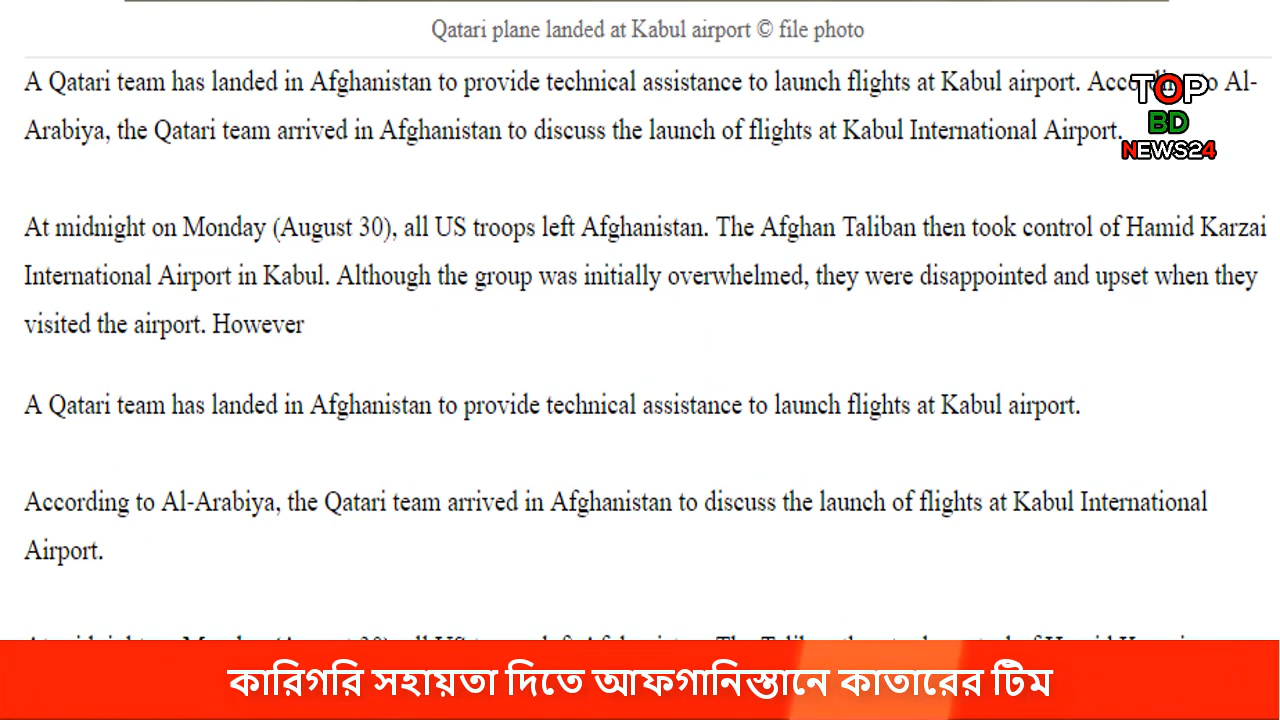 Qatari plane landed at Kabul airport © file photo
A Qatari team has landed in Afghanistan to provide technical assistance to launch flights at Kabul airport. to Al-
Arabiya, the Qatari team arrived in Afghanistan to discuss the launch of flights at Kabul International Airport.
TOP
BD
NEWS24
At midnight on Monday (August 30), all US troops left Afghanistan. The Afghan Taliban then took control of Hamid Karzai
International Airport in Kabul. Although the group was initially overwhelmed, they were disappointed and upset when they
visited the airport. However
A Qatari team has landed in Afghanistan to provide technical assistance to launch flights at Kabul airport.
According to Al-Arabiya, the Qatari team arrived in Afghanistan to discuss the launch of flights at Kabul International
Airport.
কারিগরি সহায়তা দিতে আফগানিস্তানে কাতারের টিম